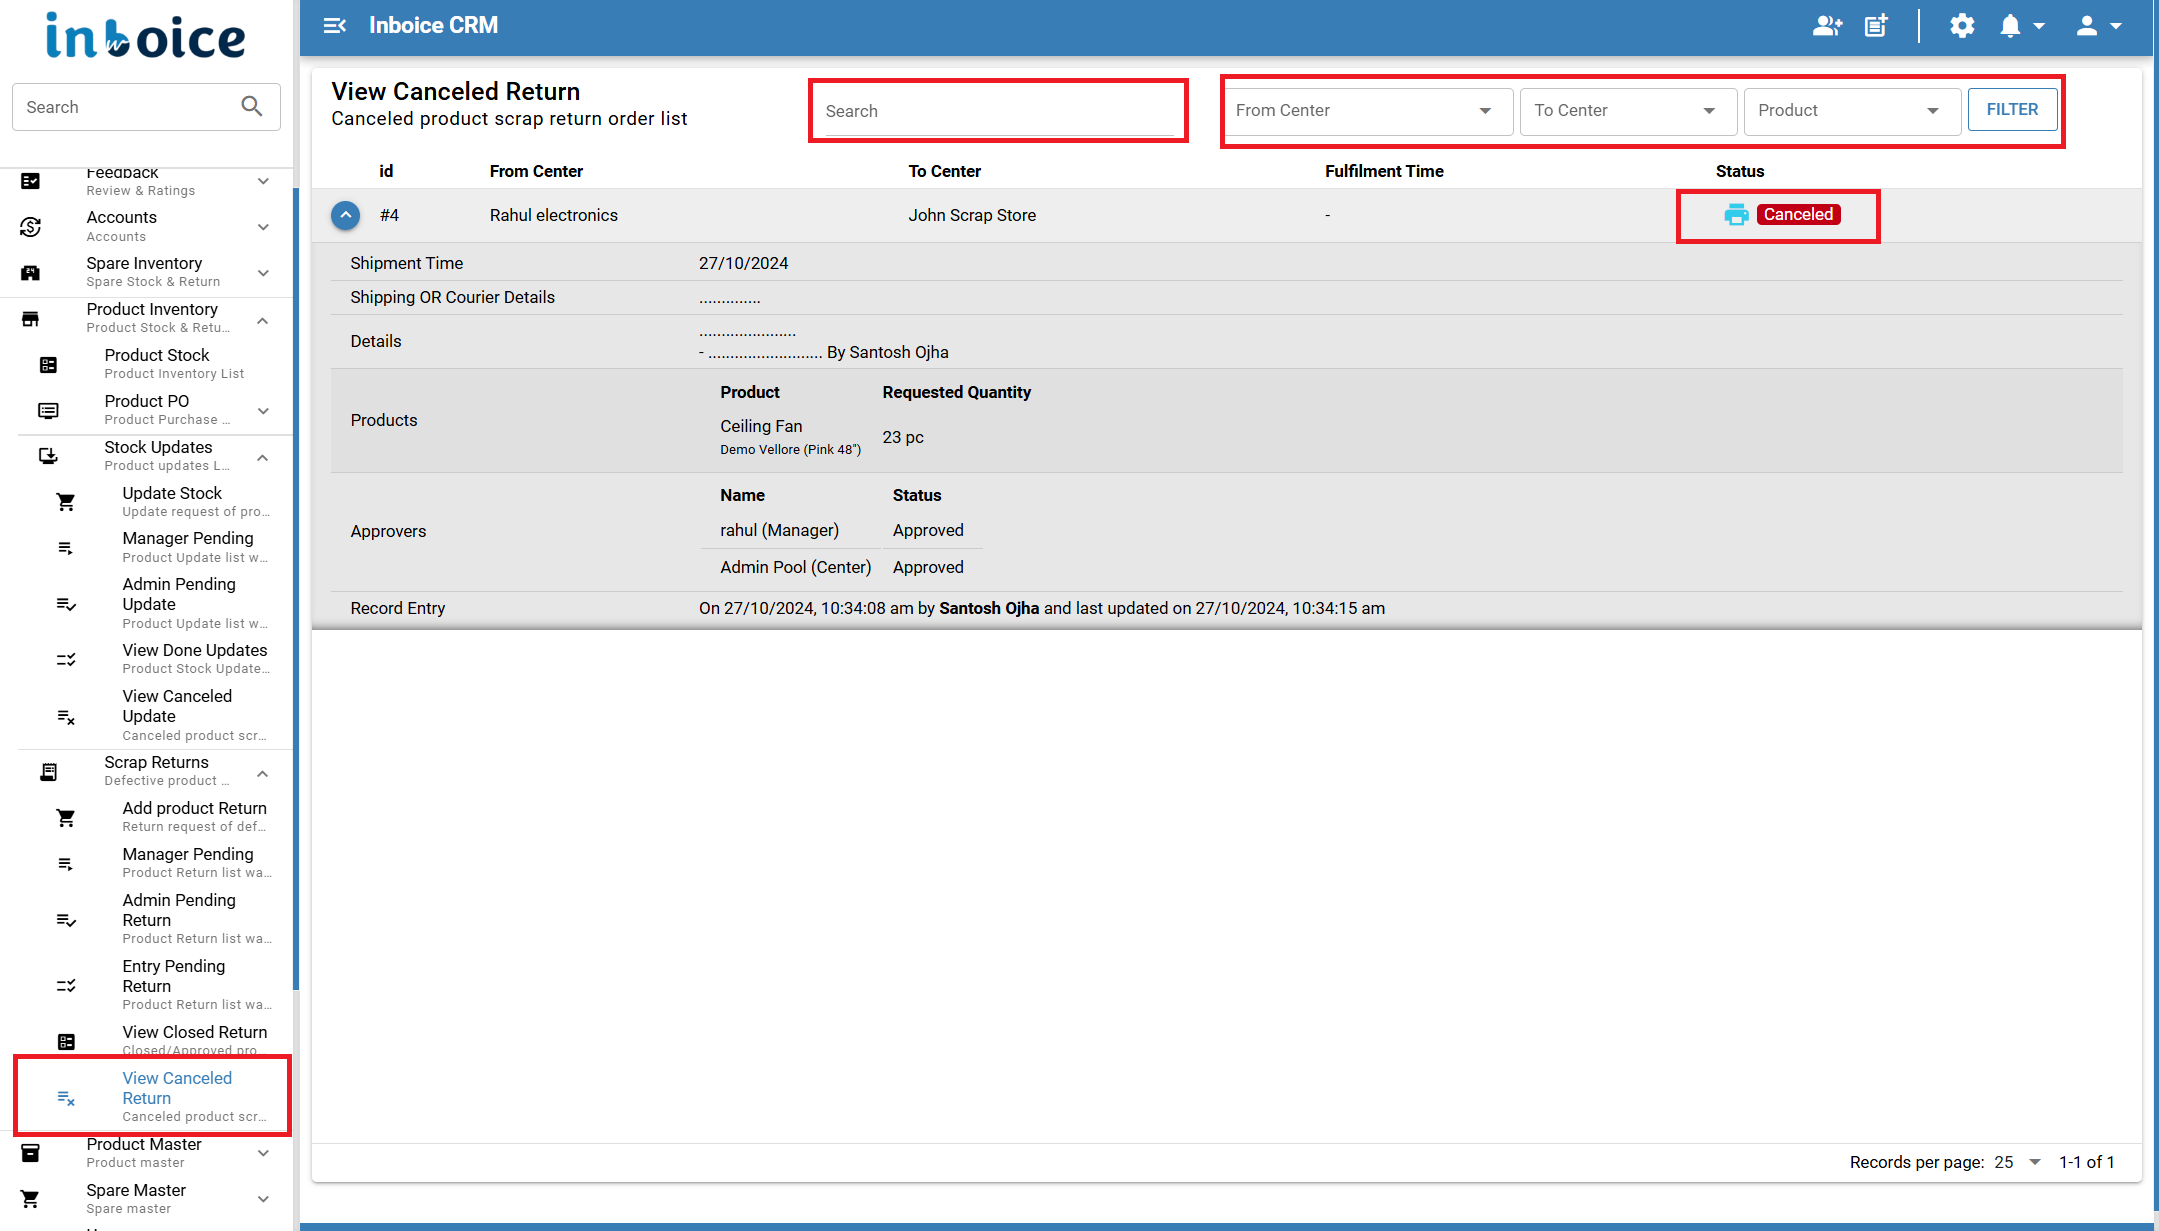 inboice
Search
Feedback
Review & Ratings
Accounts
Accounts
Spare Inventory
Spare Stock & Return
Product Inventory
Product Stock & Retu...
Product Stock
Product Inventory List
Product PO
Product Purchase ...
Stock Updates
Product updates L...
Update Stock
Update request of pro...
Manager Pending
Product Update list w...
Admin Pending
Update
Product Update list w...
View Done Updates
Product Stock Update...
View Canceled
Update
Canceled product scr...
Scrap Returns
Defective product ...
Add product Return
Return request of def...
Manager Pending
Product Return list wa...
Admin Pending
Return
Product Return list wa...
Entry Pending
Return
Product Return list wa...
View Closed Return
Closed/Approved pro...
View Canceled
Return
Canceled product scr...
Product Master
Product master
Spare Master
Spare master
Inboice CRM
View Canceled Return
Canceled product scrap return order list
Search
From Center To Center Product FILTER
id From Center To Center Fulfilment Time Status
#4 Rahul electronics John Scrap Store - Canceled
Shipment Time 27/10/2024
Shipping OR Courier Details ..............
Details ......................
- .......................... By Santosh Ojha
Products
Product Requested Quantity
Ceiling Fan
Demo Vellore (Pink 48")
23 pc
Approvers
Name Status
rahul (Manager) Approved
Admin Pool (Center) Approved
Record Entry On 27/10/2024, 10:34:08 am by Santosh Ojha and last updated on 27/10/2024, 10:34:15 am
Records per page: 25 1-1 of 1